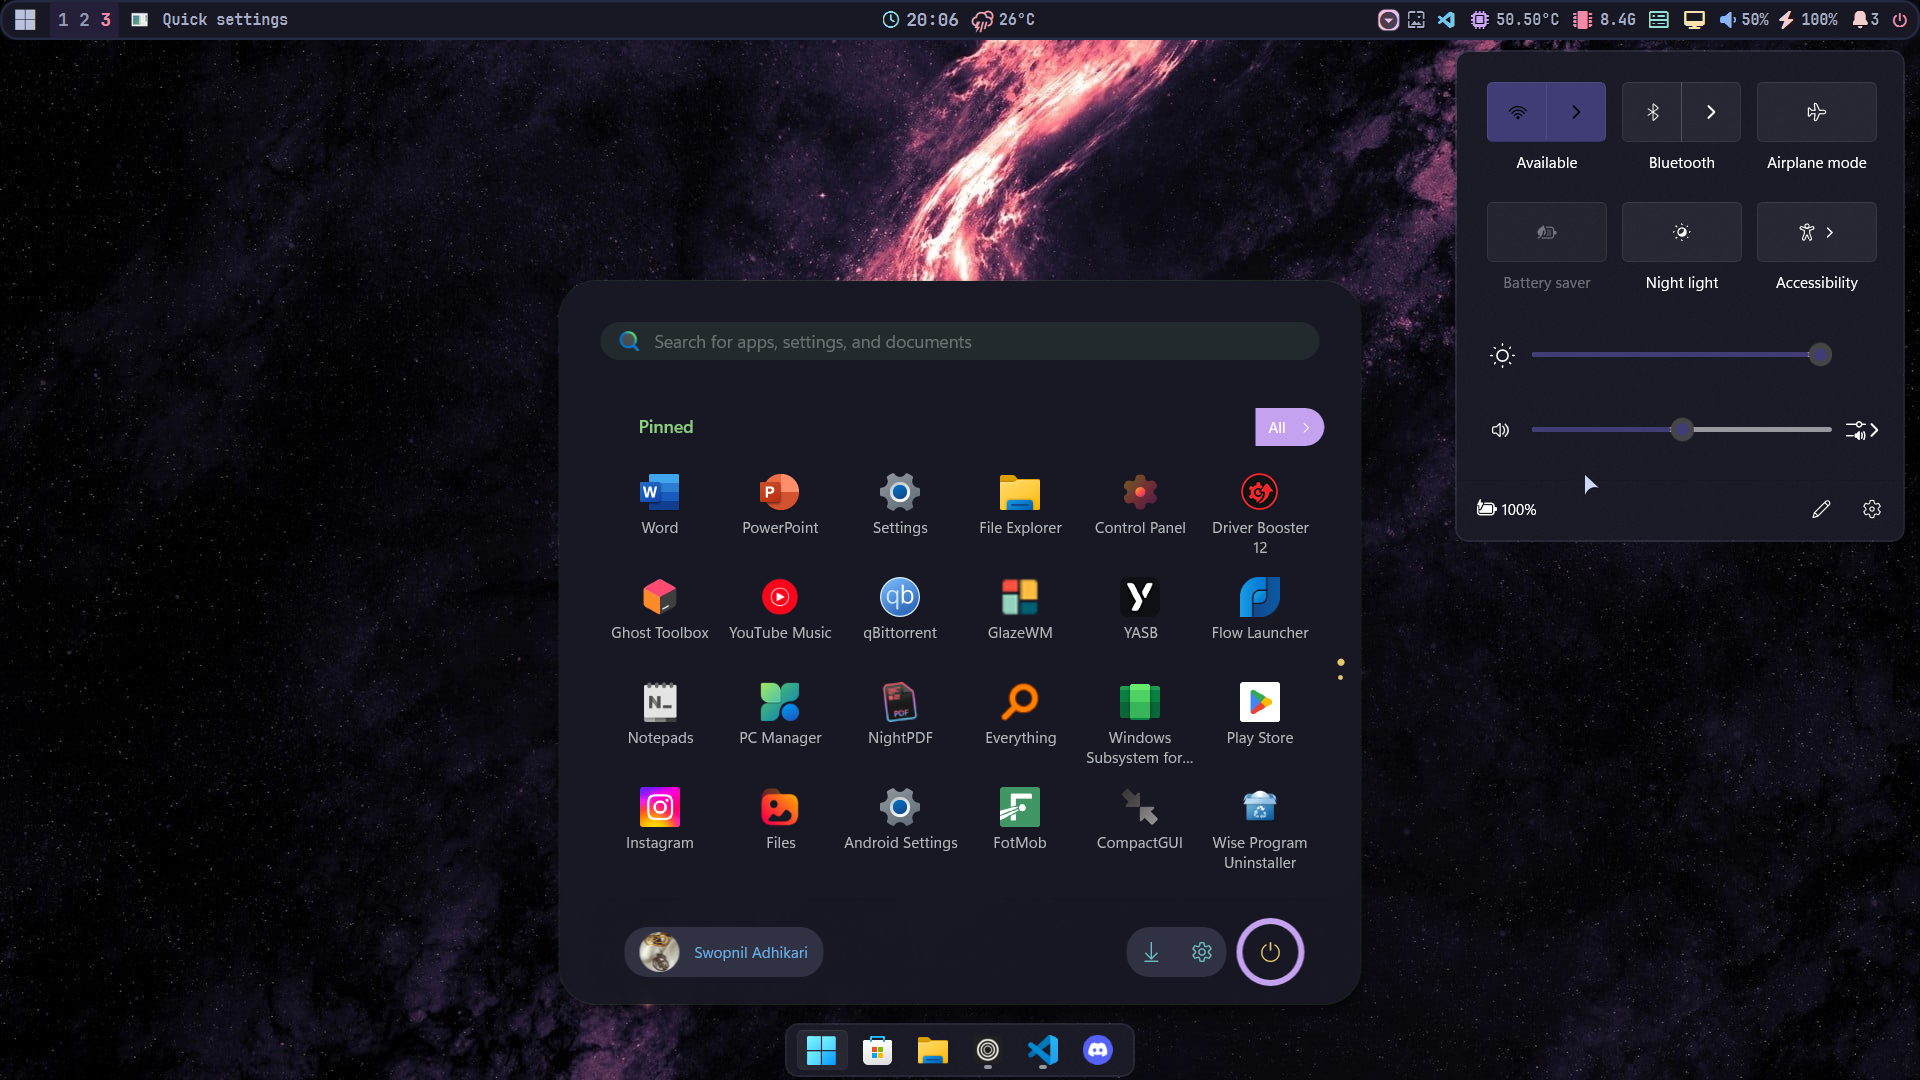 1 2 3 Quick settings 20:06 26°C 50.50°C 8.4G 50% 100% 3
Available Bluetooth Airplane mode
Battery saver Night light Accessibility
100%
Search for apps, settings, and documents
Pinned All
Word PowerPoint Settings File Explorer Control Panel Driver Booster
12
Ghost Toolbox YouTube Music qBittorrent GlazeWM YASB Flow Launcher
Notepads PC Manager NightPDF Everything Windows Play Store
Subsystem for...
Instagram Files Android Settings FotMob CompactGUI Wise Program
Uninstaller
Swopnil Adhikari